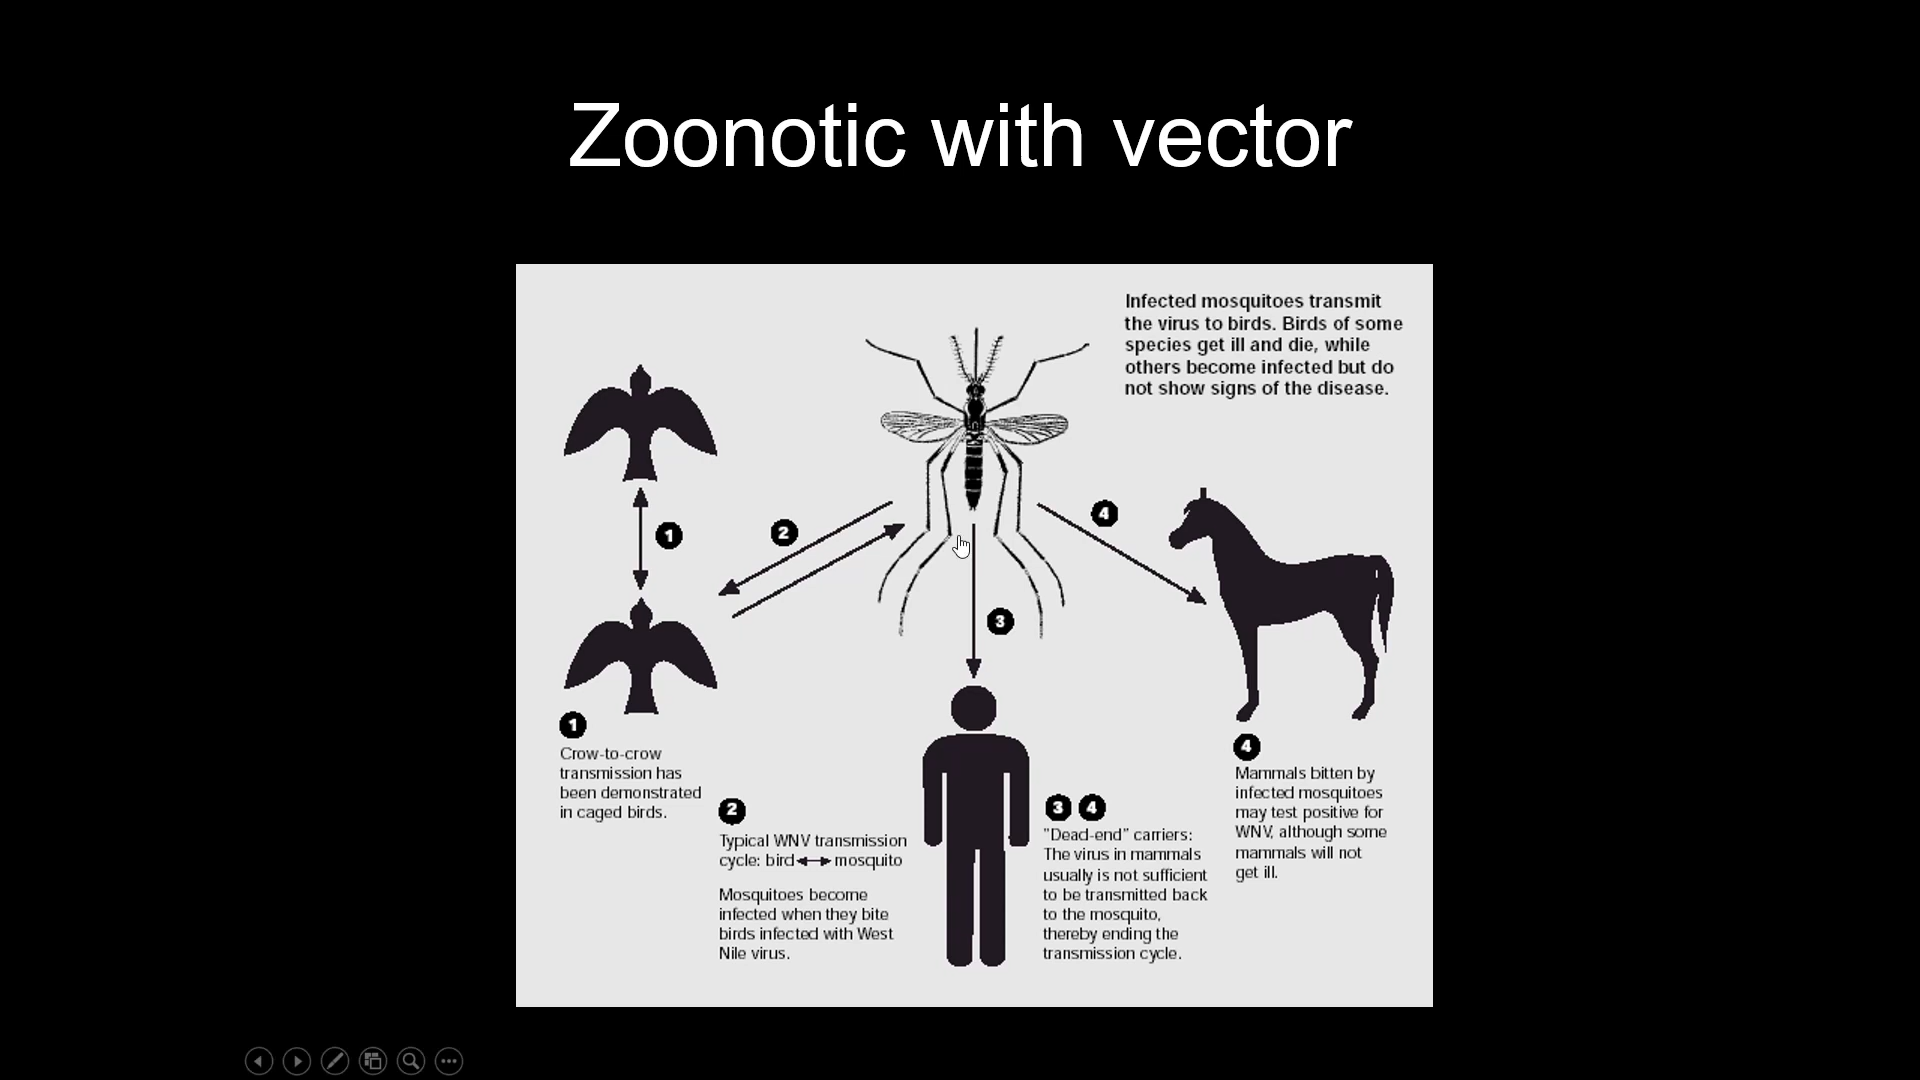 Zoonotic with vector
Infected mosquitoes transmit
the virus to birds. Birds of some
species get ill and die, while
others become infected but do
not show signs of the disease.
1
2
3
4
1
Crow-to-crow
transmission has
been demonstrated
in caged birds.
2
Typical WNV transmission
cycle: bird↔mosquito
Mosquitoes become
infected when they bite
birds infected with West
Nile virus.
3 4
"Dead-end" carriers:
The virus in mammals
usually is not sufficient
to be transmitted back
to the mosquito,
thereby ending the
transmission cycle.
4
Mammals bitten by
infected mosquitoes
may test positive for
WNV, although some
mammals will not
get ill.